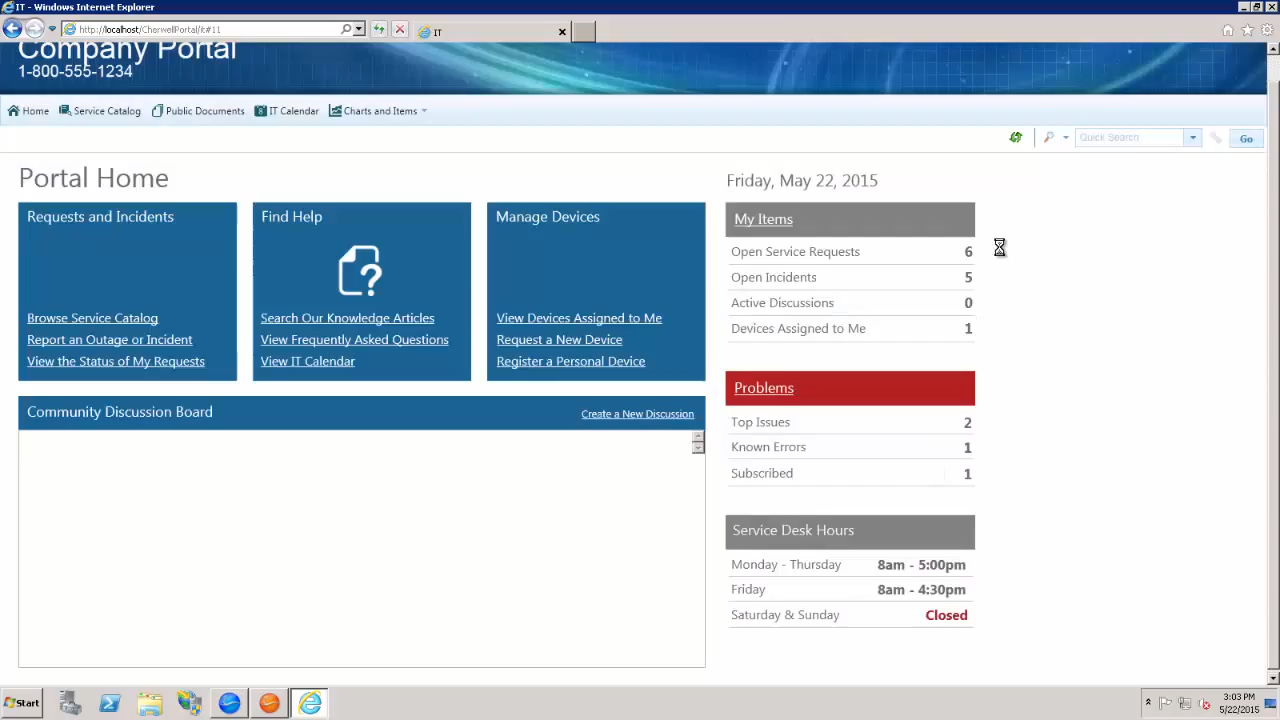 IT - Windows Internet Explorer
http://localhost/CherwellPortal/it#11
IT
Company Portal
1-800-555-1234
Home
Service Catalog
Public Documents
IT Calendar
Charts and Items
Quick Search
Go
Portal Home
Friday, May 22, 2015
Requests and Incidents
Browse Service Catalog
Report an Outage or Incident
View the Status of My Requests
Find Help
Search Our Knowledge Articles
View Frequently Asked Questions
View IT Calendar
Manage Devices
View Devices Assigned to Me
Request a New Device
Register a Personal Device
Community Discussion Board
Create a New Discussion
My Items
Open Service Requests 6
Open Incidents 5
Active Discussions 0
Devices Assigned to Me 1
Problems
Top Issues 2
Known Errors 1
Subscribed 1
Service Desk Hours
Monday - Thursday 8am - 5:00pm
Friday 8am - 4:30pm
Saturday & Sunday Closed
Start
3:03 PM
5/22/2015